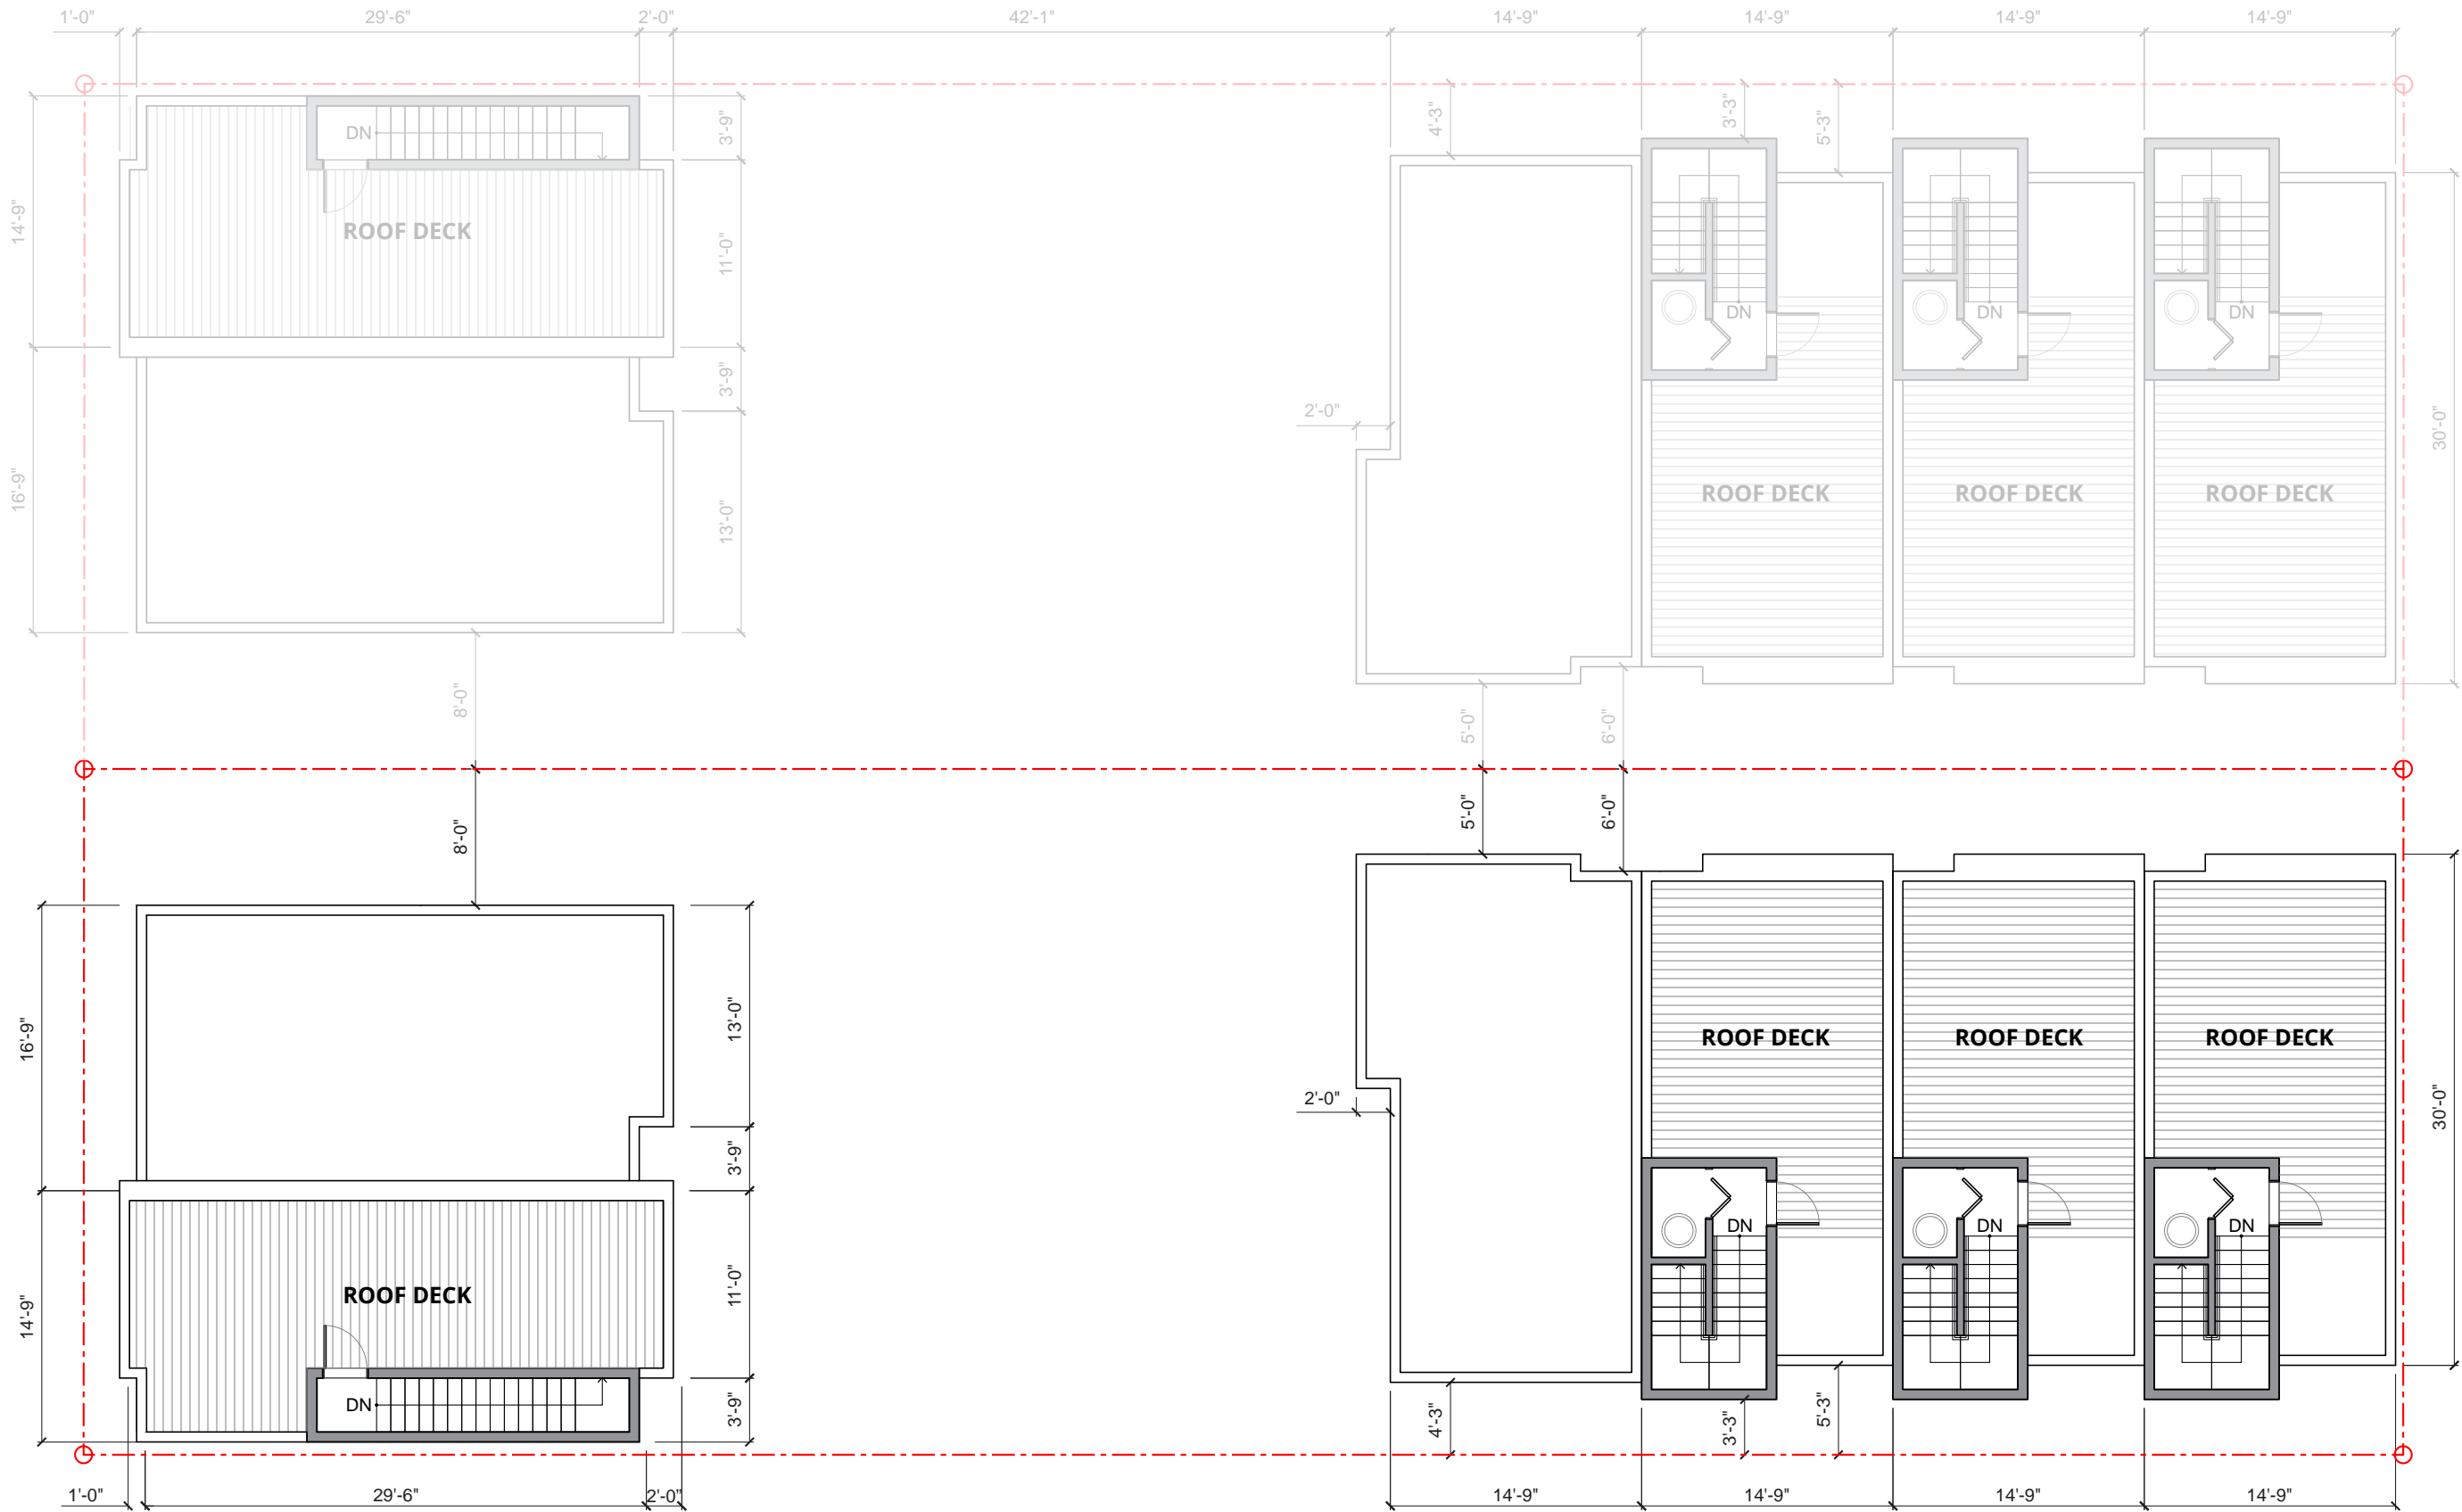 1'-0" 29'-6" 2'-0" 42'-1" 14'-9" 14'-9" 14'-9" 14'-9"
4'-3" 3'-3" 5'-3"
3'-9"
DN
14'-9"
ROOF DECK
11'-0"
DN DN DN
3'-9"
2'-0"
30'-0"
16'-9"
13'-0"
ROOF DECK ROOF DECK ROOF DECK
8'-0"
5'-0" 6'-0"
8'-0"
5'-0" 6'-0"
16'-9"
13'-0"
ROOF DECK ROOF DECK ROOF DECK
2'-0"
30'-0"
3'-9"
DN DN DN
14'-9"
ROOF DECK
11'-0"
DN
3'-9"
4'-3" 3'-3" 5'-3"
1'-0" 29'-6" 2'-0" 14'-9" 14'-9" 14'-9" 14'-9"